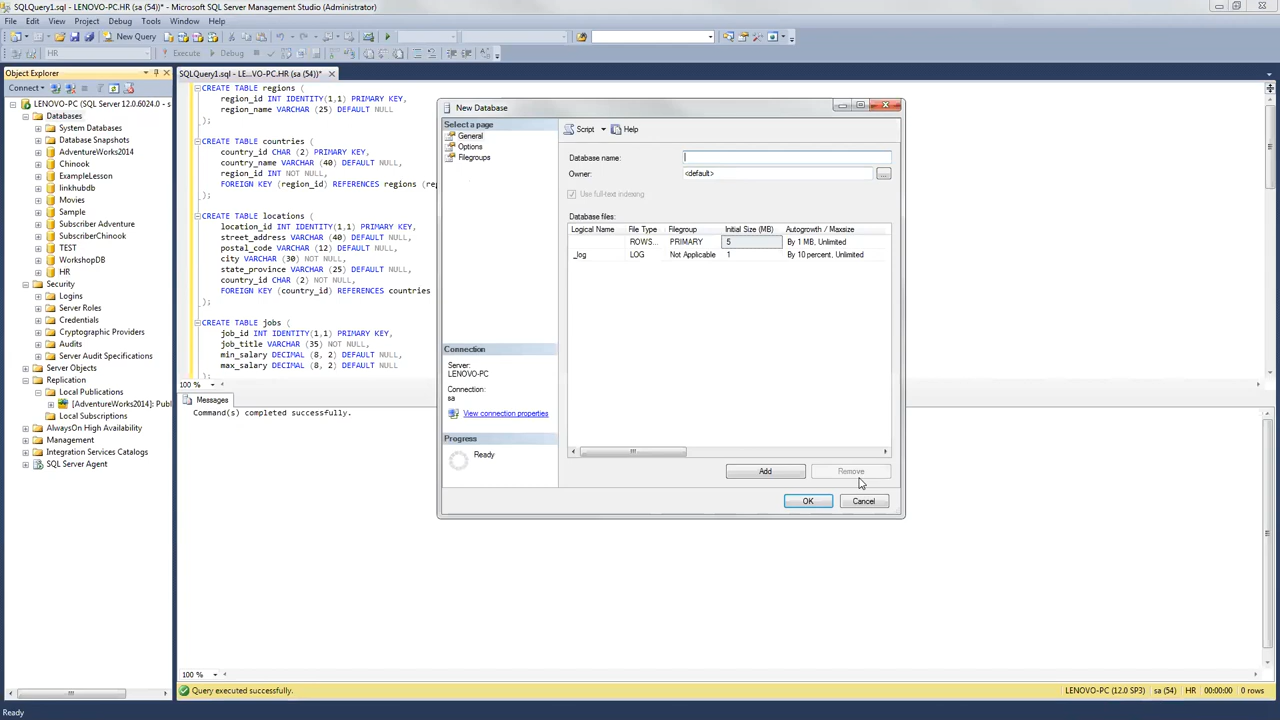 SQLQuery1.sql - LENOVO-PC.HR (sa (54))* - Microsoft SQL Server Management Studio (Administrator)
File Edit View Project Debug Tools Window Help
New Query
HR Execute Debug
Object Explorer
Connect
LENOVO-PC (SQL Server 12.0.6024.0 - s
Databases
System Databases
Database Snapshots
AdventureWorks2014
Chinook
ExampleLesson
linkhubdb
Movies
Sample
Subscriber Adventure
SubscriberChinook
TEST
WorkshopDB
HR
Security
Logins
Server Roles
Credentials
Cryptographic Providers
Audits
Server Audit Specifications
Server Objects
Replication
Local Publications
[AdventureWorks2014]: Publ
Local Subscriptions
AlwaysOn High Availability
Management
Integration Services Catalogs
SQL Server Agent
SQLQuery1.sql - LE...VO-PC.HR (sa (54))*
CREATE TABLE regions (
region_id INT IDENTITY(1,1) PRIMARY KEY,
region_name VARCHAR (25) DEFAULT NULL
);
CREATE TABLE countries (
country_id CHAR (2) PRIMARY KEY,
country_name VARCHAR (40) DEFAULT NULL,
region_id INT NOT NULL,
FOREIGN KEY (region_id) REFERENCES regions (reg
);
CREATE TABLE locations (
location_id INT IDENTITY(1,1) PRIMARY KEY,
street_address VARCHAR (40) DEFAULT NULL,
postal_code VARCHAR (12) DEFAULT NULL,
city VARCHAR (30) NOT NULL,
state_province VARCHAR (25) DEFAULT NULL,
country_id CHAR (2) NOT NULL,
FOREIGN KEY (country_id) REFERENCES countries
);
CREATE TABLE jobs (
job_id INT IDENTITY(1,1) PRIMARY KEY,
job_title VARCHAR (35) NOT NULL,
min_salary DECIMAL (8, 2) DEFAULT NULL,
max_salary DECIMAL (8, 2) DEFAULT NULL
);
100 %
Messages
Command(s) completed successfully.
100 %
New Database
Select a page
General
Options
Filegroups
Connection
Server:
LENOVO-PC
Connection:
sa
View connection properties
Progress
Ready
Script Help
Database name:
Owner: <default> ...
Use full-text indexing
Database files:
Logical Name File Type Filegroup Initial Size (MB) Autogrowth / Maxsize
ROWS... PRIMARY 5 By 1 MB, Unlimited
_log LOG Not Applicable 1 By 10 percent, Unlimited
Add Remove
OK Cancel
Query executed successfully. LENOVO-PC (12.0 SP3) sa (54) HR 00:00:00 0 rows
Ready